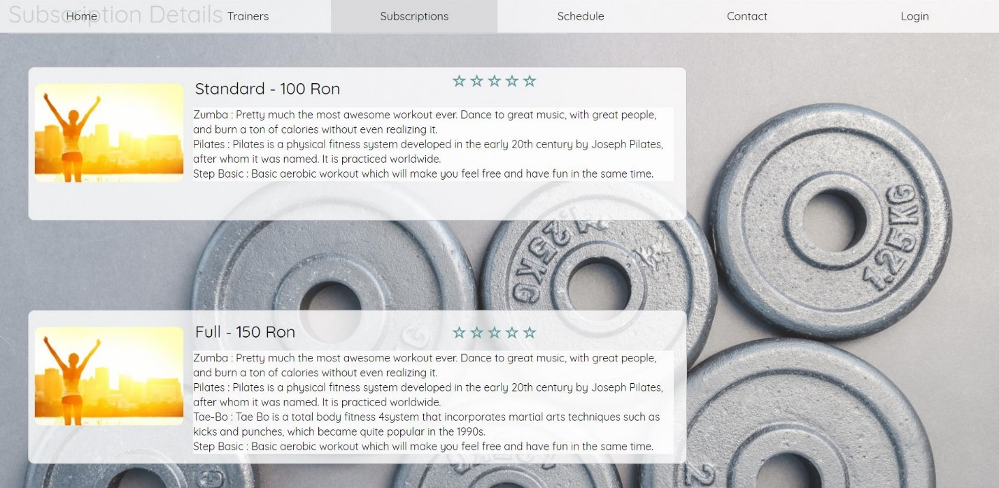 Subscription Details
Home Trainers Subscriptions Schedule Contact Login
Standard - 100 Ron
Zumba : Pretty much the most awesome workout ever. Dance to great music, with great people,
and burn a ton of calories without even realizing it.
Pilates : Pilates is a physical fitness system developed in the early 20th century by Joseph Pilates,
after whom it was named. It is practiced worldwide.
Step Basic : Basic aerobic workout which will make you feel free and have fun in the same time.
1.25KG
Full - 150 Ron
Zumba : Pretty much the most awesome workout ever. Dance to great music, with great people,
and burn a ton of calories without even realizing it.
Pilates : Pilates is a physical fitness system developed in the early 20th century by Joseph Pilates,
after whom it was named. It is practiced worldwide.
Tae-Bo : Tae Bo is a total body fitness 4system that incorporates martial arts techniques such as
kicks and punches, which became quite popular in the 1990s.
Step Basic : Basic aerobic workout which will make you feel free and have fun in the same time.